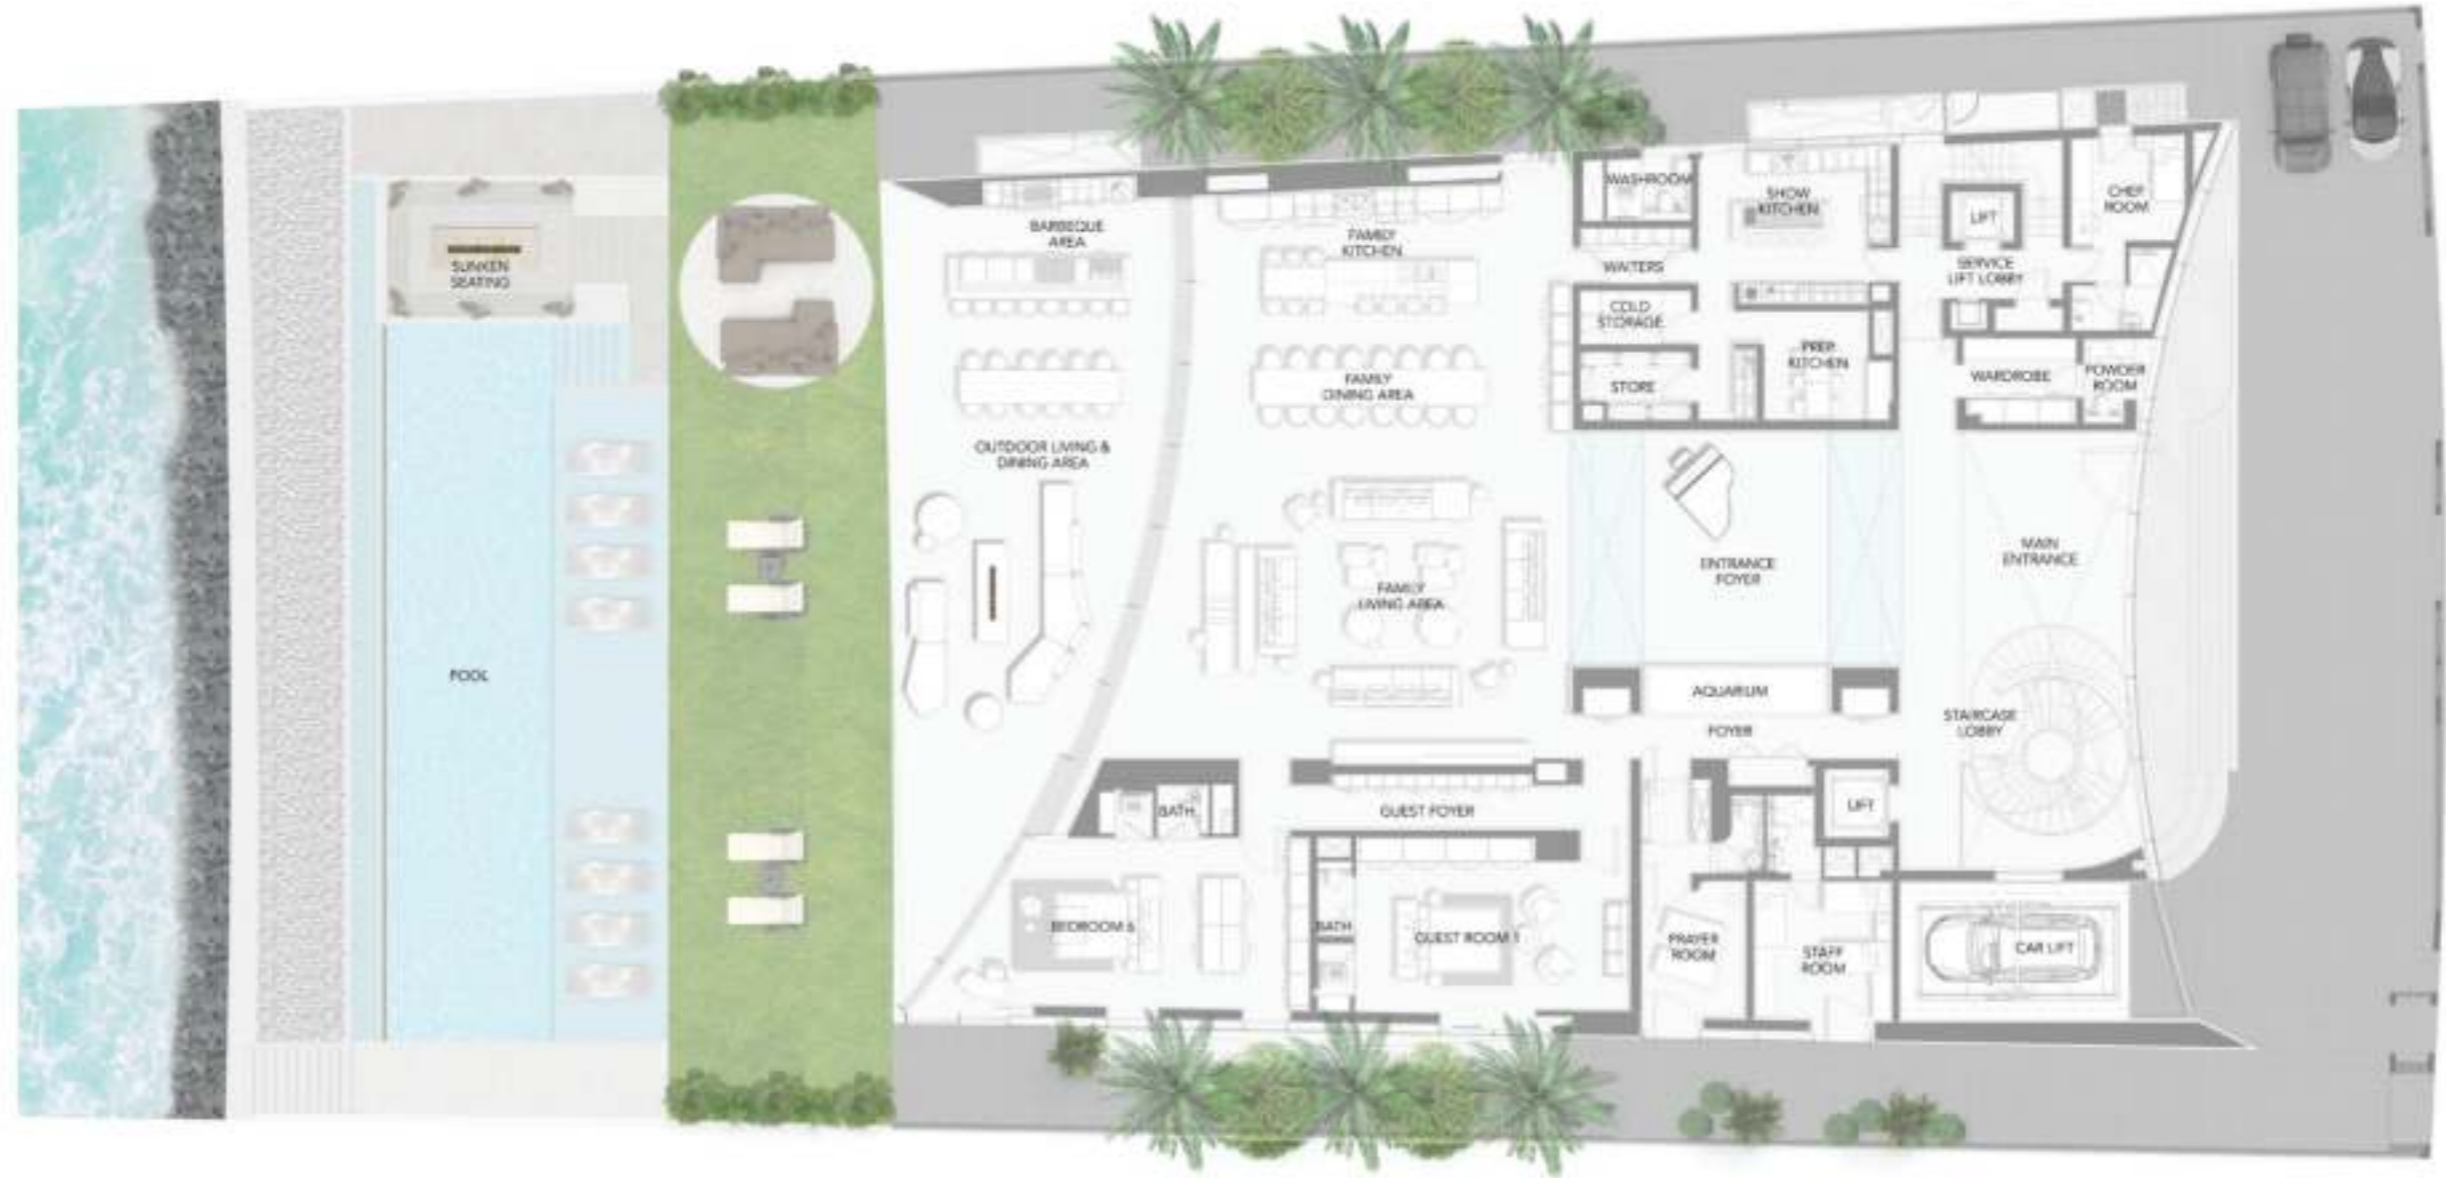 WASHROOM
SHOW
KITCHEN
LIFT
CHEF
ROOM
BARBEQUE
AREA
FAMILY
KITCHEN
SUNKEN
SEATING
WAITERS
SERVICE
LIFT LOBBY
COLD
STORAGE
PREP
KITCHEN
STORE
WARDROBE
POWDER
ROOM
FAMILY
DINING AREA
OUTDOOR LIVING &
DINING AREA
MAIN
ENTRANCE
ENTRANCE
FOYER
FAMILY
LIVING AREA
POOL
AQUARIUM
FOYER
STAIRCASE
LOBBY
BATH
GUEST FOYER
LIFT
BEDROOM 6
BATH
GUEST ROOM 1
PRAYER
ROOM
STAFF
ROOM
CAR LIFT